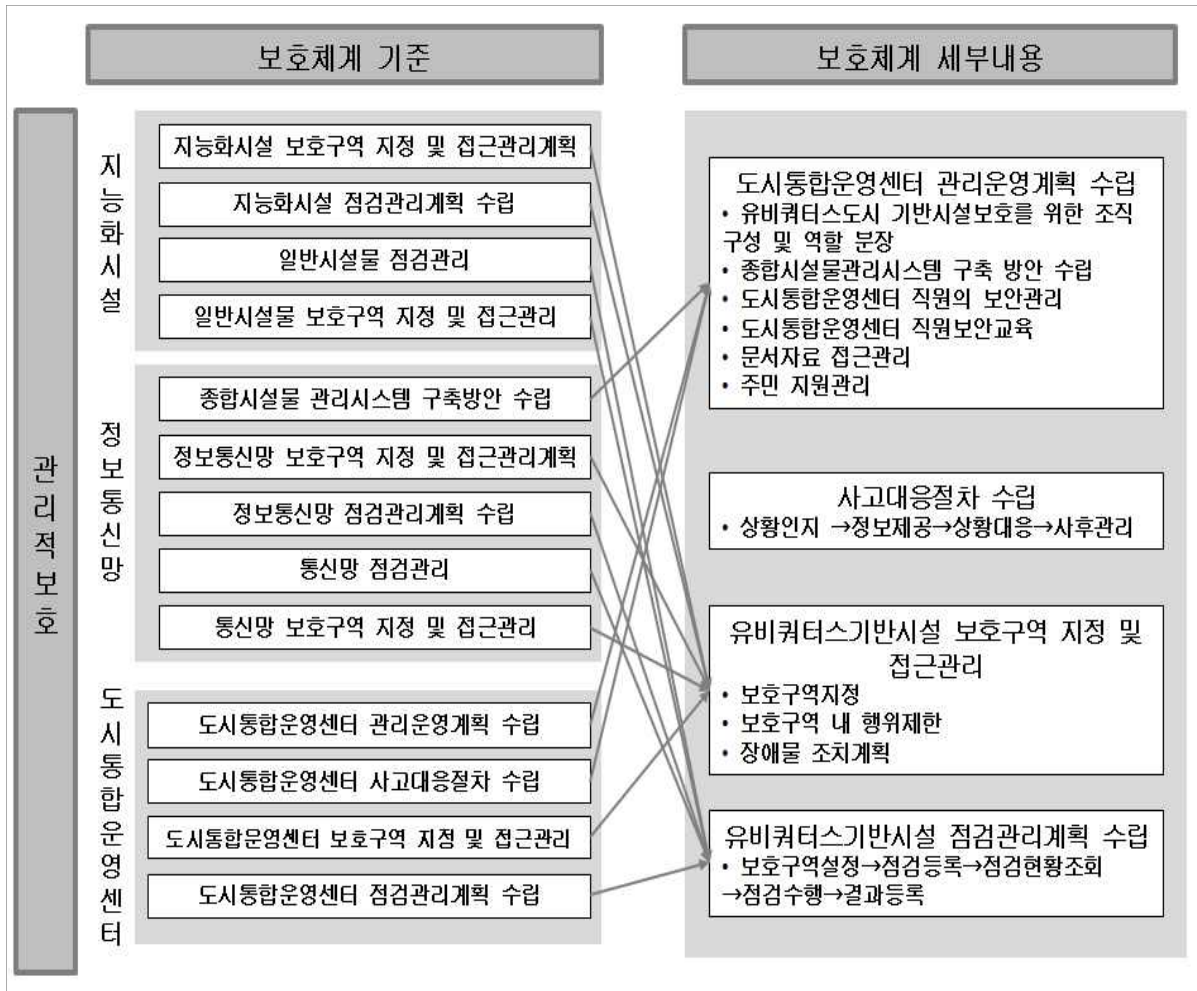 보호체계 기준
보호체계 세부내용
관리적보호
지능화시설
지능화시설 보호구역 지정 및 접근관리계획
지능화시설 점검관리계획 수립
일반시설물 점검관리
일반시설물 보호구역 지정 및 접근관리
정보통신망
종합시설물 관리시스템 구축방안 수립
정보통신망 보호구역 지정 및 접근관리계획
정보통신망 점검관리계획 수립
통신망 점검관리
통신망 보호구역 지정 및 접근관리
도시통합운영센터
도시통합운영센터 관리운영계획 수립
도시통합운영센터 사고대응절차 수립
도시통합운영센터 보호구역 지정 및 접근관리
도시통합운영센터 점검관리계획 수립
도시통합운영센터 관리운영계획 수립
• 유비쿼터스도시 기반시설보호를 위한 조직
구성 및 역할 분장
• 종합시설물관리시스템 구축 방안 수립
• 도시통합운영센터 직원의 보안관리
• 도시통합운영센터 직원보안교육
• 문서자료 접근관리
• 주민 지원관리
사고대응절차 수립
• 상황인지 →정보제공→상황대응→사후관리
유비쿼터스기반시설 보호구역 지정 및
접근관리
• 보호구역지정
• 보호구역 내 행위제한
• 장애물 조치계획
유비쿼터스기반시설 점검관리계획 수립
• 보호구역설정→점검등록→점검현황조회
→점검수행→결과등록